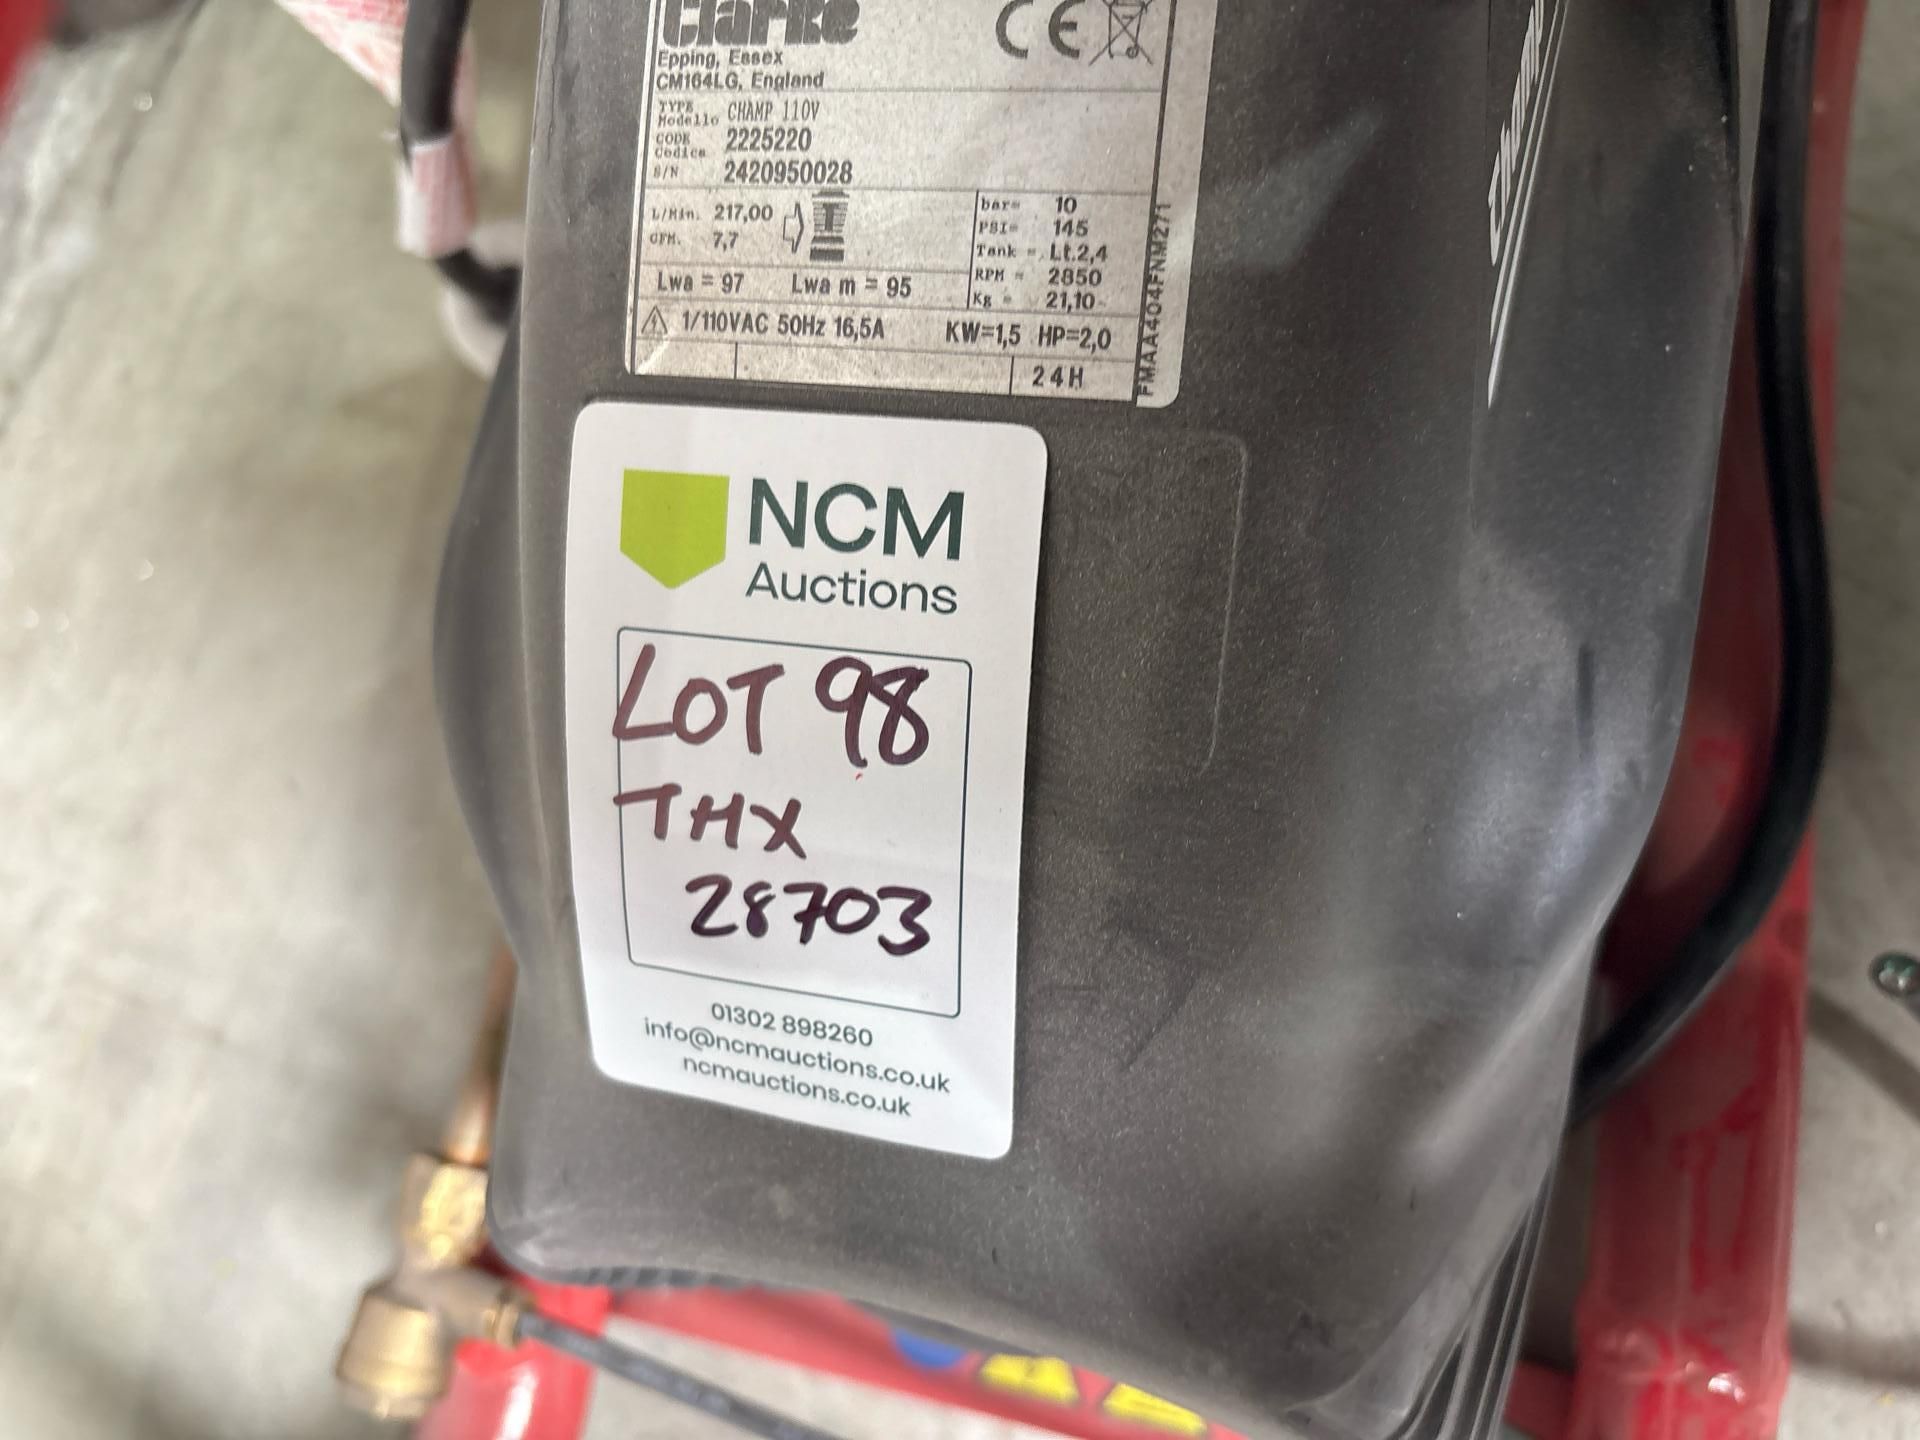 Clarke
CE
Epping, Essex
CM164LG, England
TYPE
Modello CHAMP 110V
CODE
Codice 2225220
S/N 2420950028
L/Min. 217,00
CFM. 7,7
bar= 10
PSI= 145
Tank = Lt.2,4
RPM = 2850
Kg = 21,10
Lwa = 97 Lwa m = 95
1/110VAC 50Hz 16,5A KW=1,5 HP=2,0
24H
FMAA404FNM271
Champ
NCM
Auctions
LOT 98
THX
28703
01302 898260
info@ncmauctions.co.uk
ncmauctions.co.uk